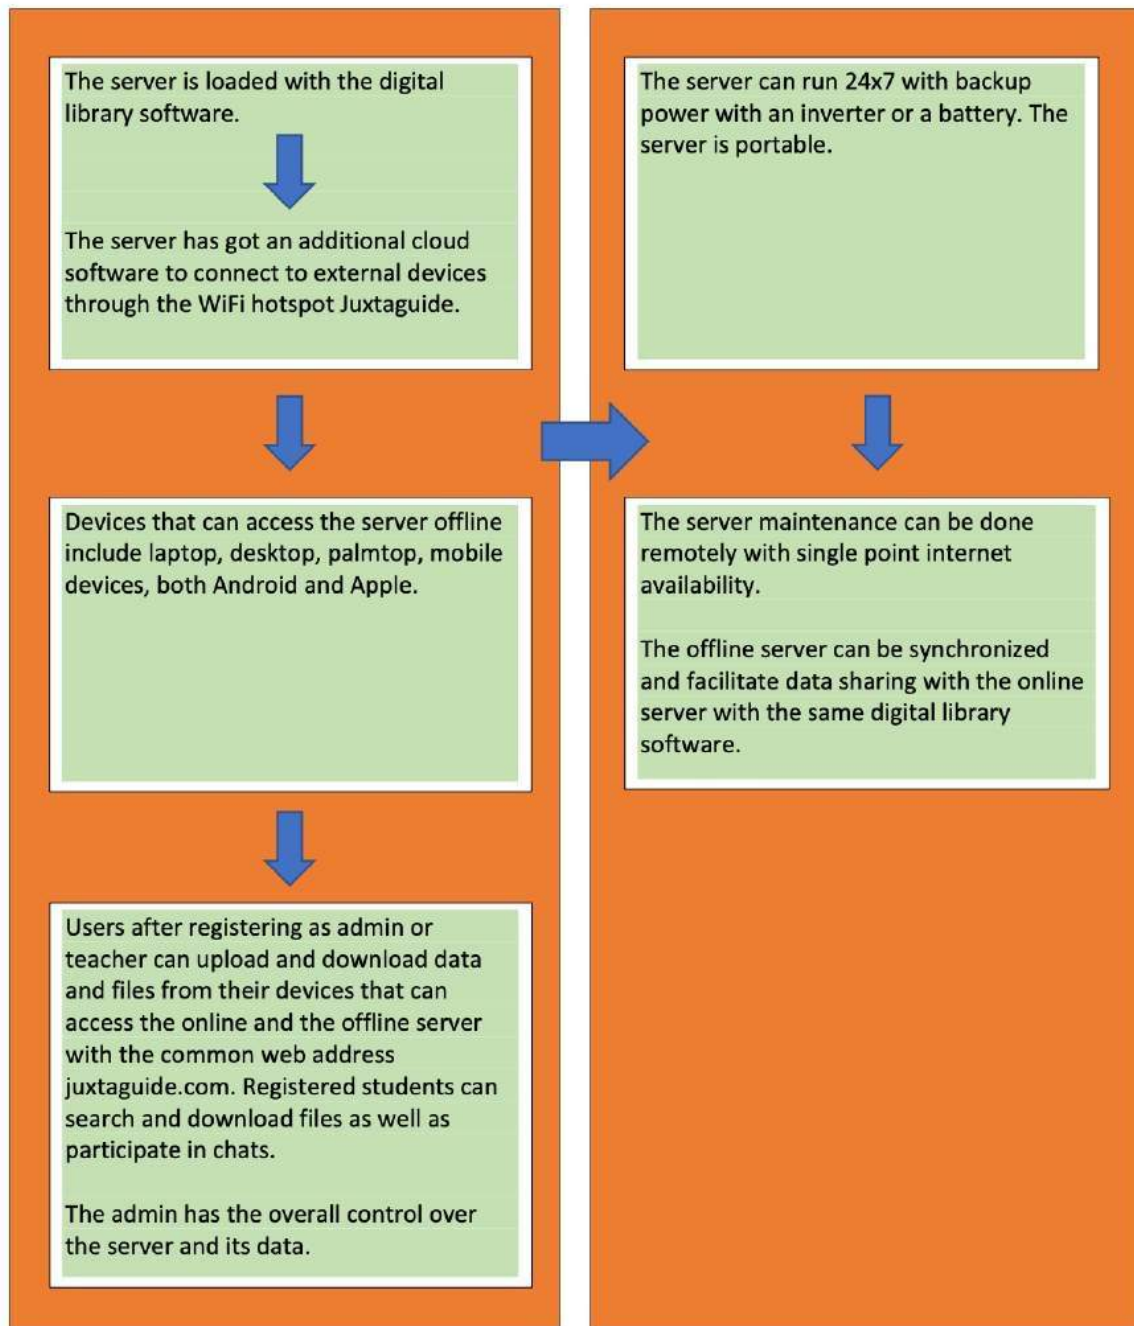 The server is loaded with the digital
library software.
The server has got an additional cloud
software to connect to external devices
through the WiFi hotspot Juxtaguide.
Devices that can access the server offline
include laptop, desktop, palmtop, mobile
devices, both Android and Apple.
Users after registering as admin or
teacher can upload and download data
and files from their devices that can
access the online and the offline server
with the common web address
juxtaguide.com. Registered students can
search and download files as well as
participate in chats.
The admin has the overall control over
the server and its data.
The server can run 24x7 with backup
power with an inverter or a battery. The
server is portable.
The server maintenance can be done
remotely with single point internet
availability.
The offline server can be synchronized
and facilitate data sharing with the online
server with the same digital library
software.